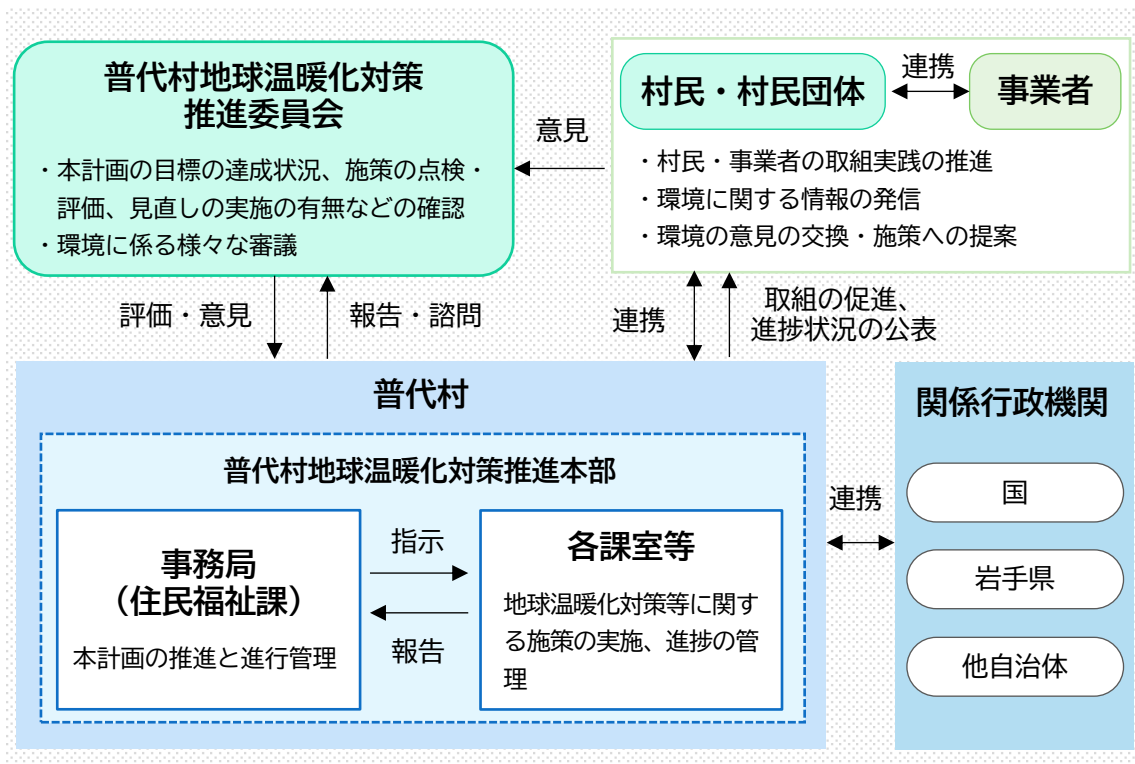 普代村地球温暖化対策
推進委員会
・本計画の目標の達成状況、施策の点検・
評価、見直しの実施の有無などの確認
・環境に係る様々な審議
意見
村民・村民団体
連携
事業者
・村民・事業者の取組実践の推進
・環境に関する情報の発信
・環境の意見の交換・施策への提案
評価・意見
報告・諮問
連携
取組の促進、
進捗状況の公表
普代村
普代村地球温暖化対策推進本部
事務局
（住民福祉課）
本計画の推進と進行管理
指示
報告
各課室等
地球温暖化対策等に関す
る施策の実施、進捗の管
理
連携
関係行政機関
国
岩手県
他自治体